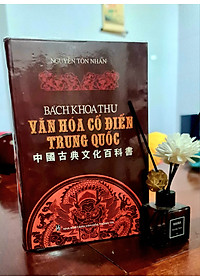 NGUYỄN TÔN NHAN
BÁCH KHOA THƯ
VĂN HÓA CỔ ĐIỂN
TRUNG QUỐC
中國古典文化百科書